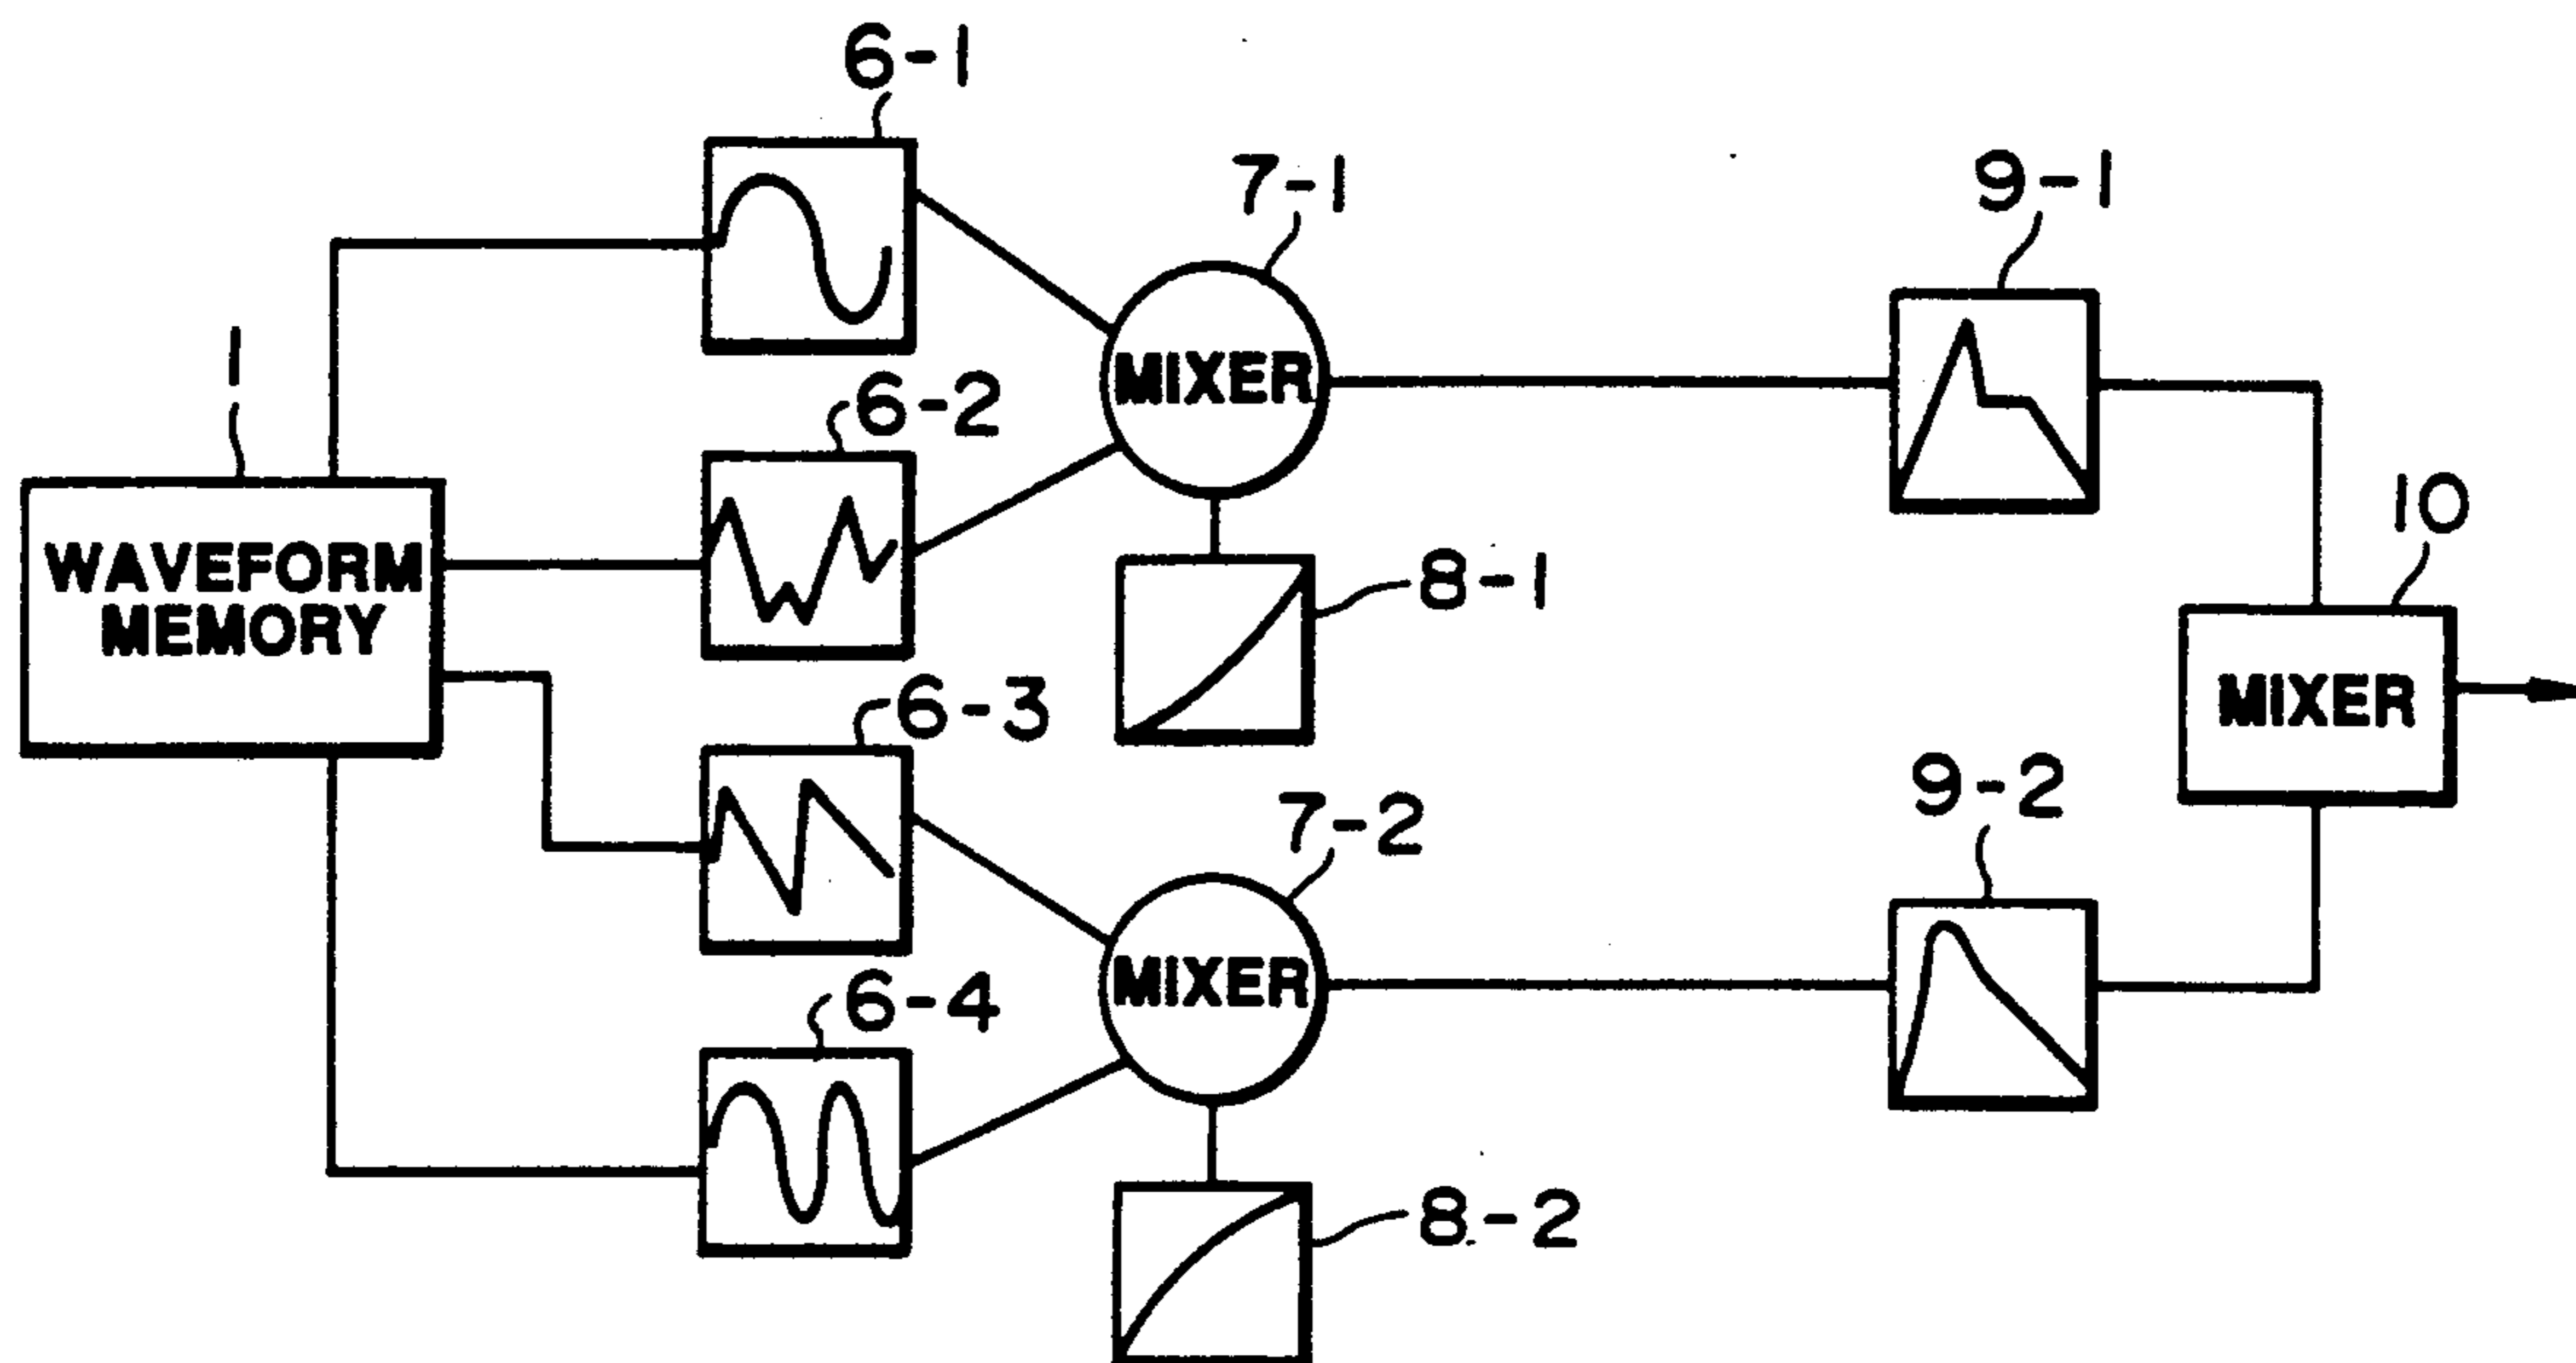 6-1
7-1
9-1
1
6-2
MIXER
10
WAVEFORM
MEMORY
8-1
6-3
MIXER
9-2
7-2
6-4
MIXER
8-2